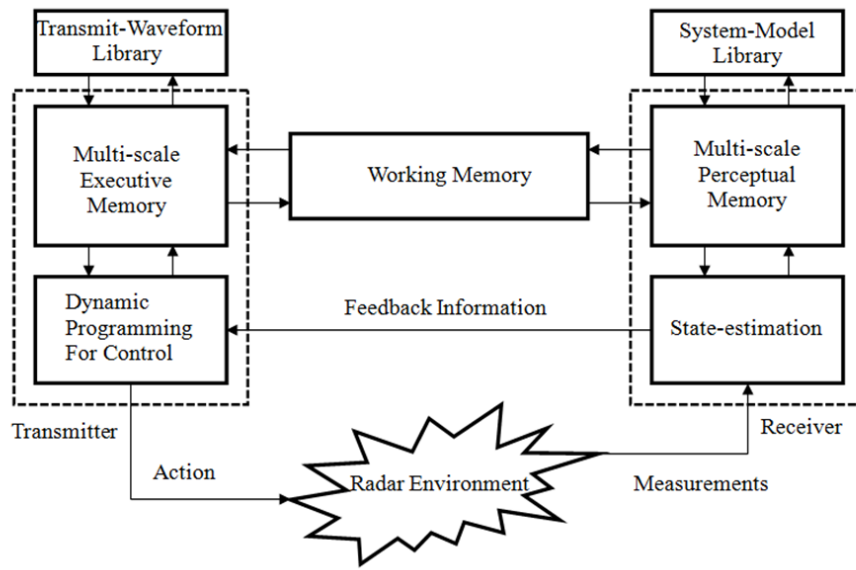 Transmit-Waveform
Library
System-Model
Library
Multi-scale
Executive
Memory
Working Memory
Multi-scale
Perceptual
Memory
Dynamic
Programming
For Control
Feedback Information
State-estimation
Transmitter
Receiver
Action
Radar Environment
Measurements